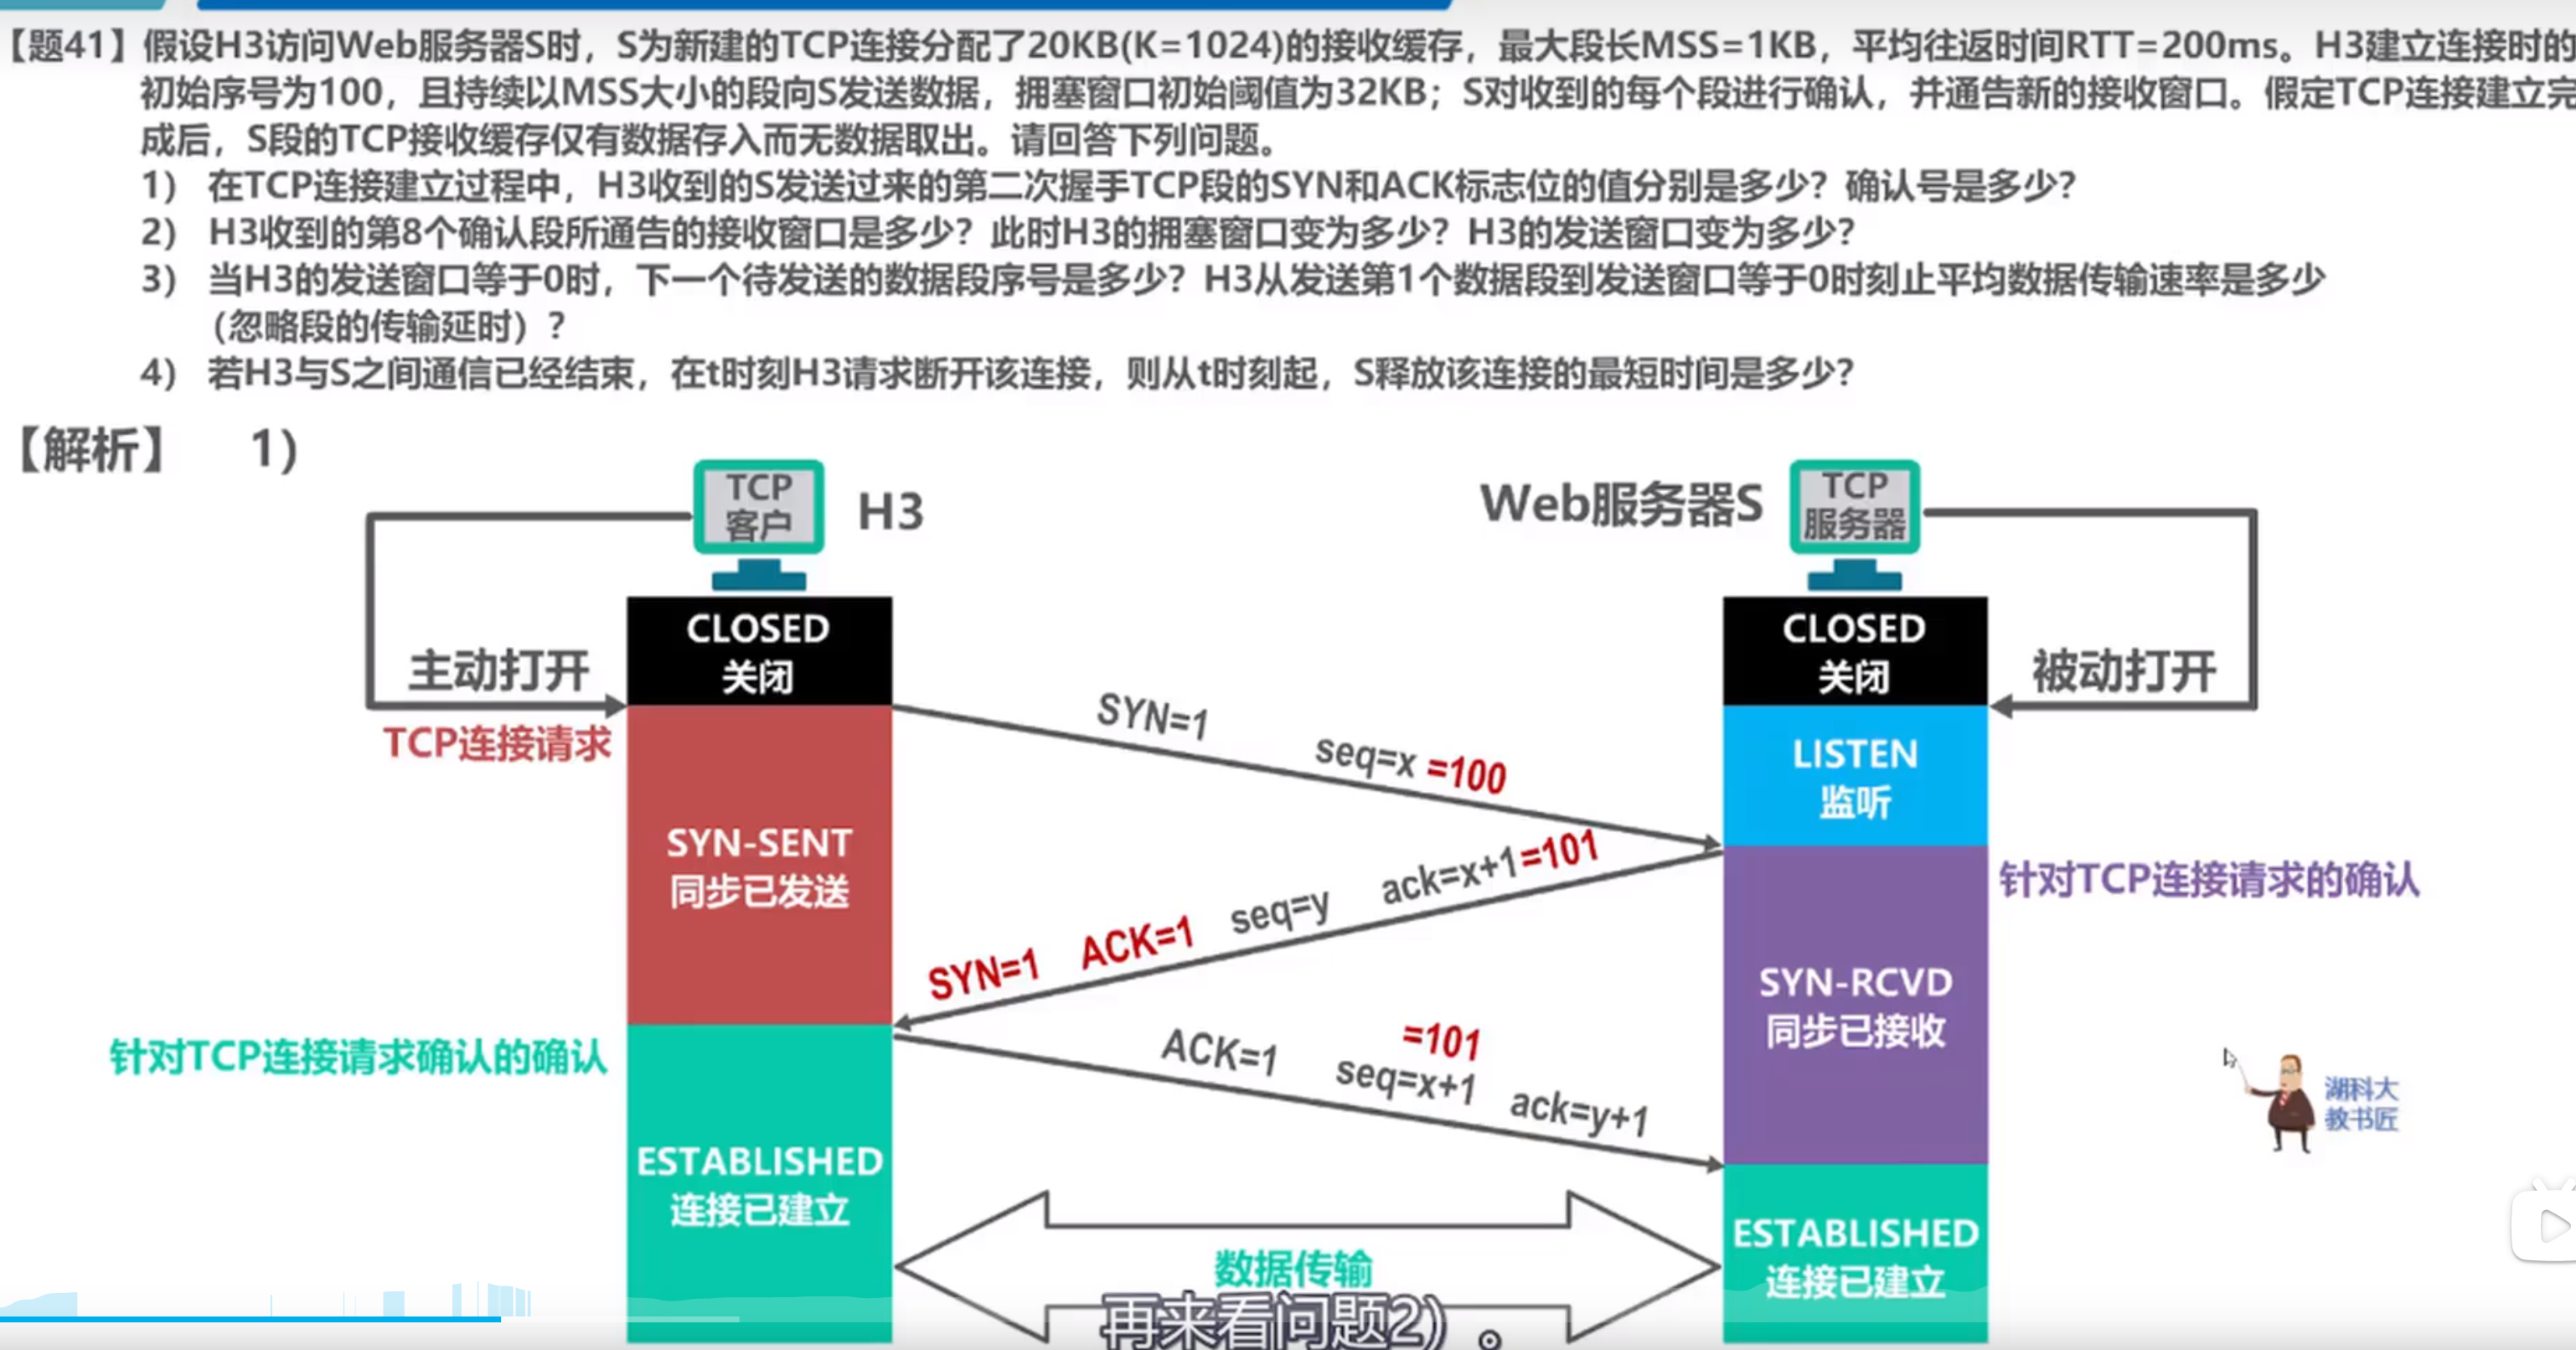 【题41】假设H3访问Web服务器S时，S为新建的TCP连接分配了20KB(K=1024)的接收缓存，最大段长MSS=1KB，平均往返时间RTT=200ms。H3建立连接时的
初始序号为100，且持续以MSS大小的段向S发送数据，拥塞窗口初始阈值为32KB；S对收到的每个段进行确认，并通告新的接收窗口。假定TCP连接建立完
成后，S段的TCP接收缓存仅有数据存入而无数据取出。请回答下列问题。
1） 在TCP连接建立过程中，H3收到的S发送过来的第二次握手TCP段的SYN和ACK标志位的值分别是多少？确认号是多少？
2） H3收到的第8个确认段所通告的接收窗口是多少？此时H3的拥塞窗口变为多少？H3的发送窗口变为多少？
3） 当H3的发送窗口等于0时，下一个待发送的数据段序号是多少？H3从发送第1个数据段到发送窗口等于0时刻止平均数据传输速率是多少
（忽略段的传输延时）？
4） 若H3与S之间通信已经结束，在t时刻H3请求断开该连接，则从t时刻起，S释放该连接的最短时间是多少？
【解析】 1)
TCP
客户
H3
Web服务器S
TCP
服务器
CLOSED
关闭
CLOSED
关闭
主动打开
被动打开
TCP连接请求
SYN=1 seq=x =100
LISTEN
监听
SYN-SENT
同步已发送
SYN=1 ACK=1 seq=y ack=x+1=101
针对TCP连接请求的确认
SYN-RCVD
同步已接收
针对TCP连接请求确认的确认
=101
ACK=1 seq=x+1 ack=y+1
湖科大
教书匠
ESTABLISHED
连接已建立
ESTABLISHED
连接已建立
数据传输
再来看问题2）。